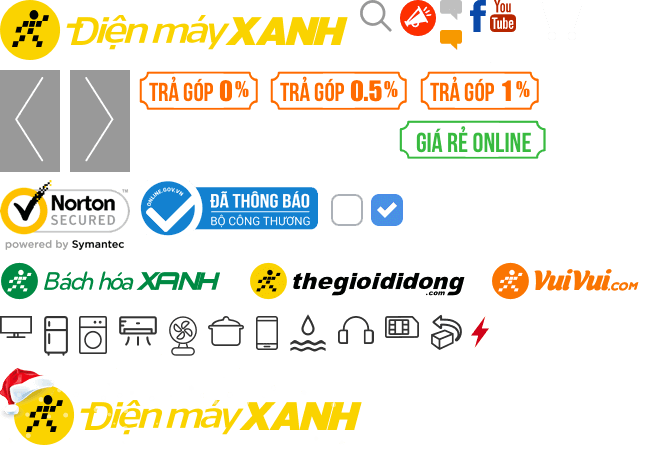 Điện máy XANH
You
Tube
TRẢ GÓP 0%
TRẢ GÓP 0.5%
TRẢ GÓP 1%
GIÁ RẺ ONLINE
Norton
SECURED
powered by Symantec
ONLINE.GOV.VN
ĐÃ THÔNG BÁO
BỘ CÔNG THƯƠNG
Bách hóa XANH
thegioididong
.com
VuiVui.COM
Điện máy XANH